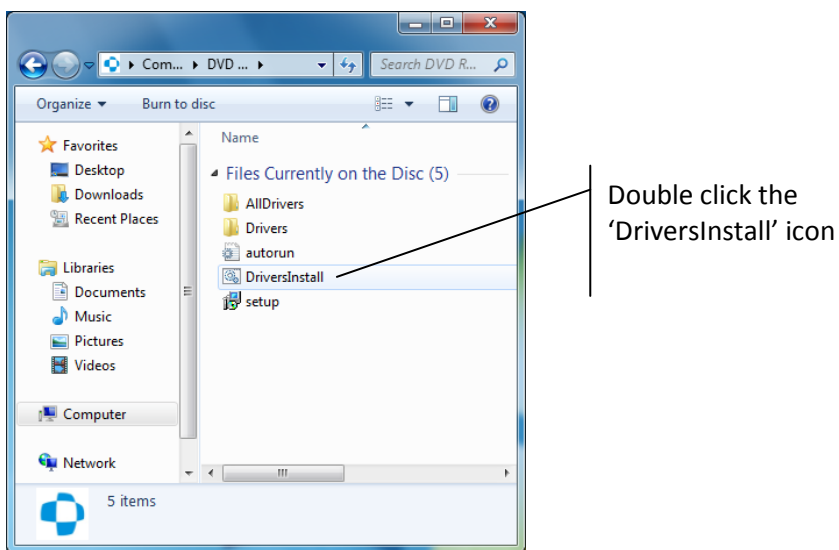 Com... DVD ... Search DVD R...
Organize Burn to disc
Favorites
Desktop
Downloads
Recent Places
Libraries
Documents
Music
Pictures
Videos
Computer
Network
Name
Files Currently on the Disc (5)
AllDrivers
Drivers
autorun
DriversInstall
setup
5 items
Double click the
‘DriversInstall’ icon